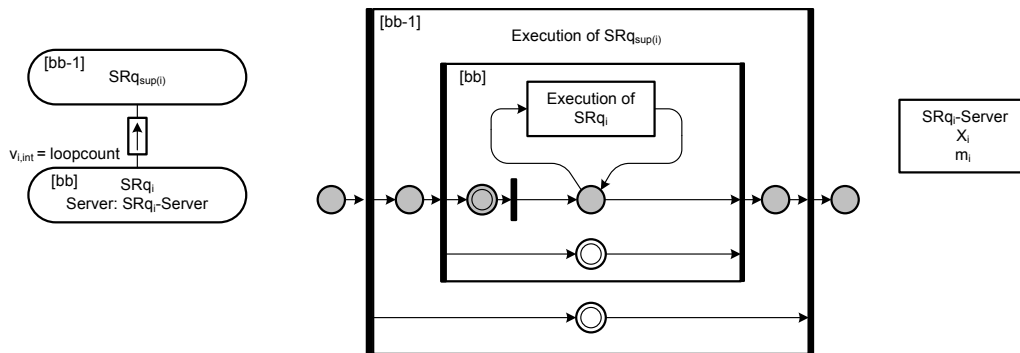 [bb-1]
SRqsup(i)
vi,int = loopcount
[bb]
SRqi
Server: SRqi-Server
[bb-1]
Execution of SRqsup(i)
[bb]
Execution of
SRqi
SRqi-Server
Xi
mi